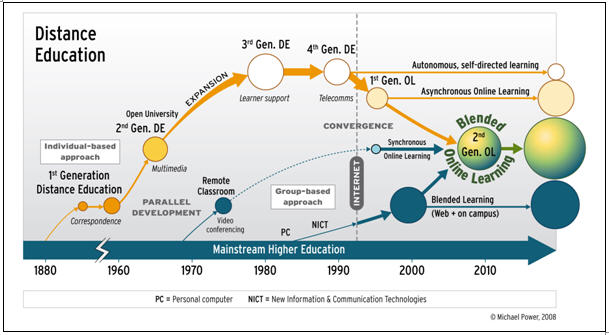 Distance
Education
3rd Gen. DE
4th Gen. DE
EXPANSION
Learner support
Telecomms
Autonomous, self-directed learning
1st Gen. OL
Asynchronous Online Learning
Open University
2nd Gen. DE
Multimedia
Individual-based
approach
1st Generation
Distance Education
Correspondence
PARALLEL
DEVELOPMENT
Remote
Classroom
Video
conferencing
CONVERGENCE
Synchronous
Online Learning
Blended
2nd
Gen. OL
Online Learning
Group-based
approach
INTERNET
PC
NICT
Blended Learning
(Web + on campus)
Mainstream Higher Education
1880
1960
1970
1980
1990
2000
2010
PC = Personal computer NICT = New Information & Communication Technologies
© Michael Power, 2008